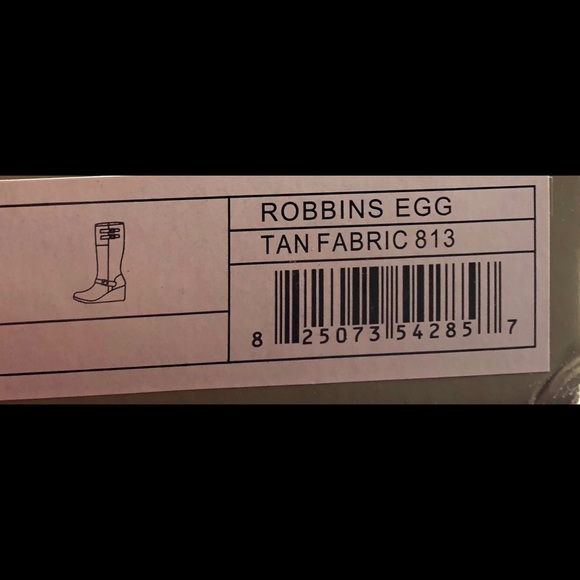 ROBBINS EGG
TAN FABRIC 813
8 25073 54285 7